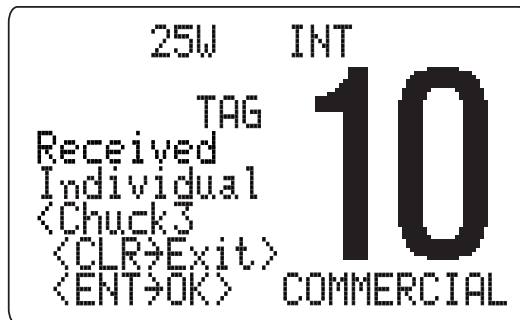 25W INT
TAG 10
Received
Individual
<Chuck3
<CLR→Exit>
<ENT→OK> COMMERCIAL